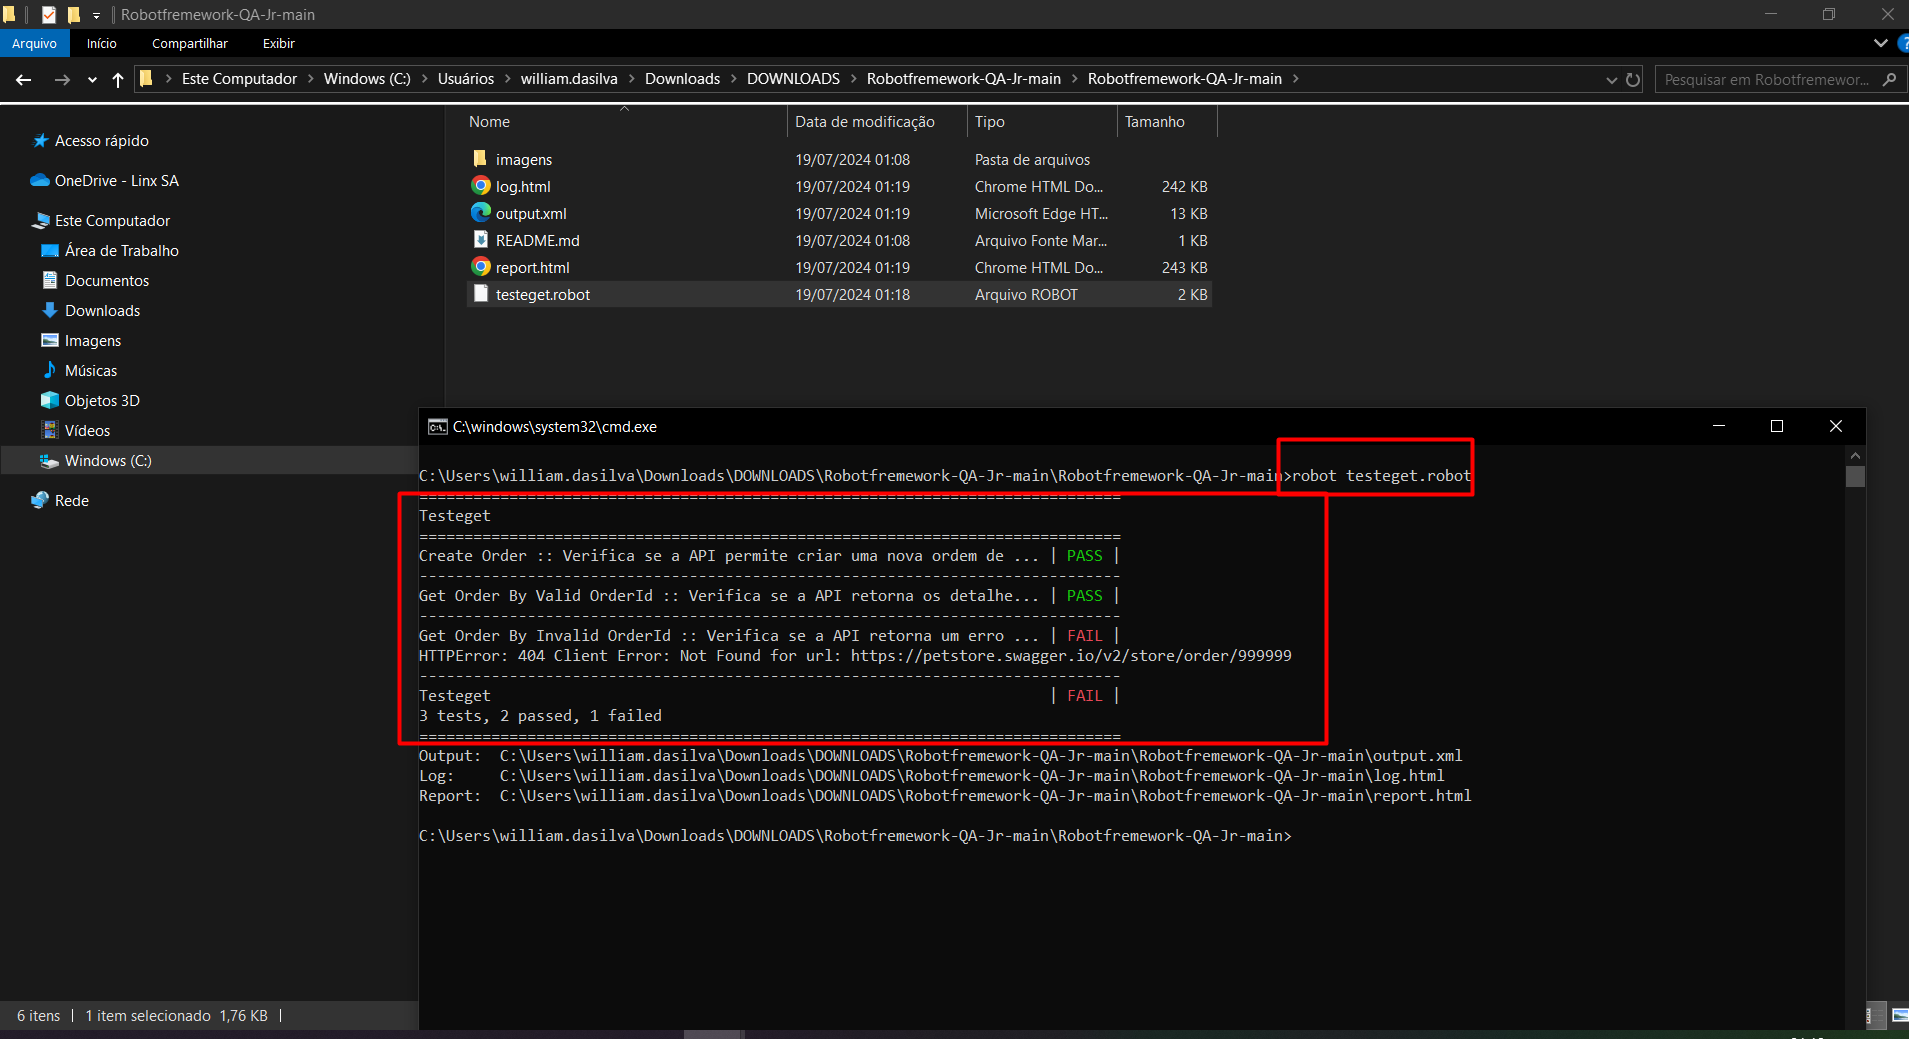 Robotfremework-QA-Jr-main
Arquivo
Início
Compartilhar
Exibir
Este Computador > Windows (C:) > Usuários > william.dasilva > Downloads > DOWNLOADS > Robotfremework-QA-Jr-main > Robotfremework-QA-Jr-main >
Pesquisar em Robotfremewor...
Acesso rápido
OneDrive - Linx SA
Este Computador
Área de Trabalho
Documentos
Downloads
Imagens
Músicas
Objetos 3D
Vídeos
Windows (C:)
Rede
Nome Data de modificação Tipo Tamanho
imagens 19/07/2024 01:08 Pasta de arquivos
log.html 19/07/2024 01:19 Chrome HTML Do... 242 KB
output.xml 19/07/2024 01:19 Microsoft Edge HT... 13 KB
README.md 19/07/2024 01:08 Arquivo Fonte Mar... 1 KB
report.html 19/07/2024 01:19 Chrome HTML Do... 243 KB
testeget.robot 19/07/2024 01:18 Arquivo ROBOT 2 KB
C:\windows\system32\cmd.exe
C:\Users\william.dasilva\Downloads\DOWNLOADS\Robotfremework-QA-Jr-main\Robotfremework-QA-Jr-main>robot testeget.robot
==============================================================================
Testeget
==============================================================================
Create Order :: Verifica se a API permite criar uma nova ordem de ... | PASS |
------------------------------------------------------------------------------
Get Order By Valid OrderId :: Verifica se a API retorna os detalhe... | PASS |
------------------------------------------------------------------------------
Get Order By Invalid OrderId :: Verifica se a API retorna um erro ... | FAIL |
HTTPError: 404 Client Error: Not Found for url: https://petstore.swagger.io/v2/store/order/999999
------------------------------------------------------------------------------
Testeget | FAIL |
3 tests, 2 passed, 1 failed
==============================================================================
Output: C:\Users\william.dasilva\Downloads\DOWNLOADS\Robotfremework-QA-Jr-main\Robotfremework-QA-Jr-main\output.xml
Log: C:\Users\william.dasilva\Downloads\DOWNLOADS\Robotfremework-QA-Jr-main\Robotfremework-QA-Jr-main\log.html
Report: C:\Users\william.dasilva\Downloads\DOWNLOADS\Robotfremework-QA-Jr-main\Robotfremework-QA-Jr-main\report.html
C:\Users\william.dasilva\Downloads\DOWNLOADS\Robotfremework-QA-Jr-main\Robotfremework-QA-Jr-main>
6 itens | 1 item selecionado 1,76 KB |